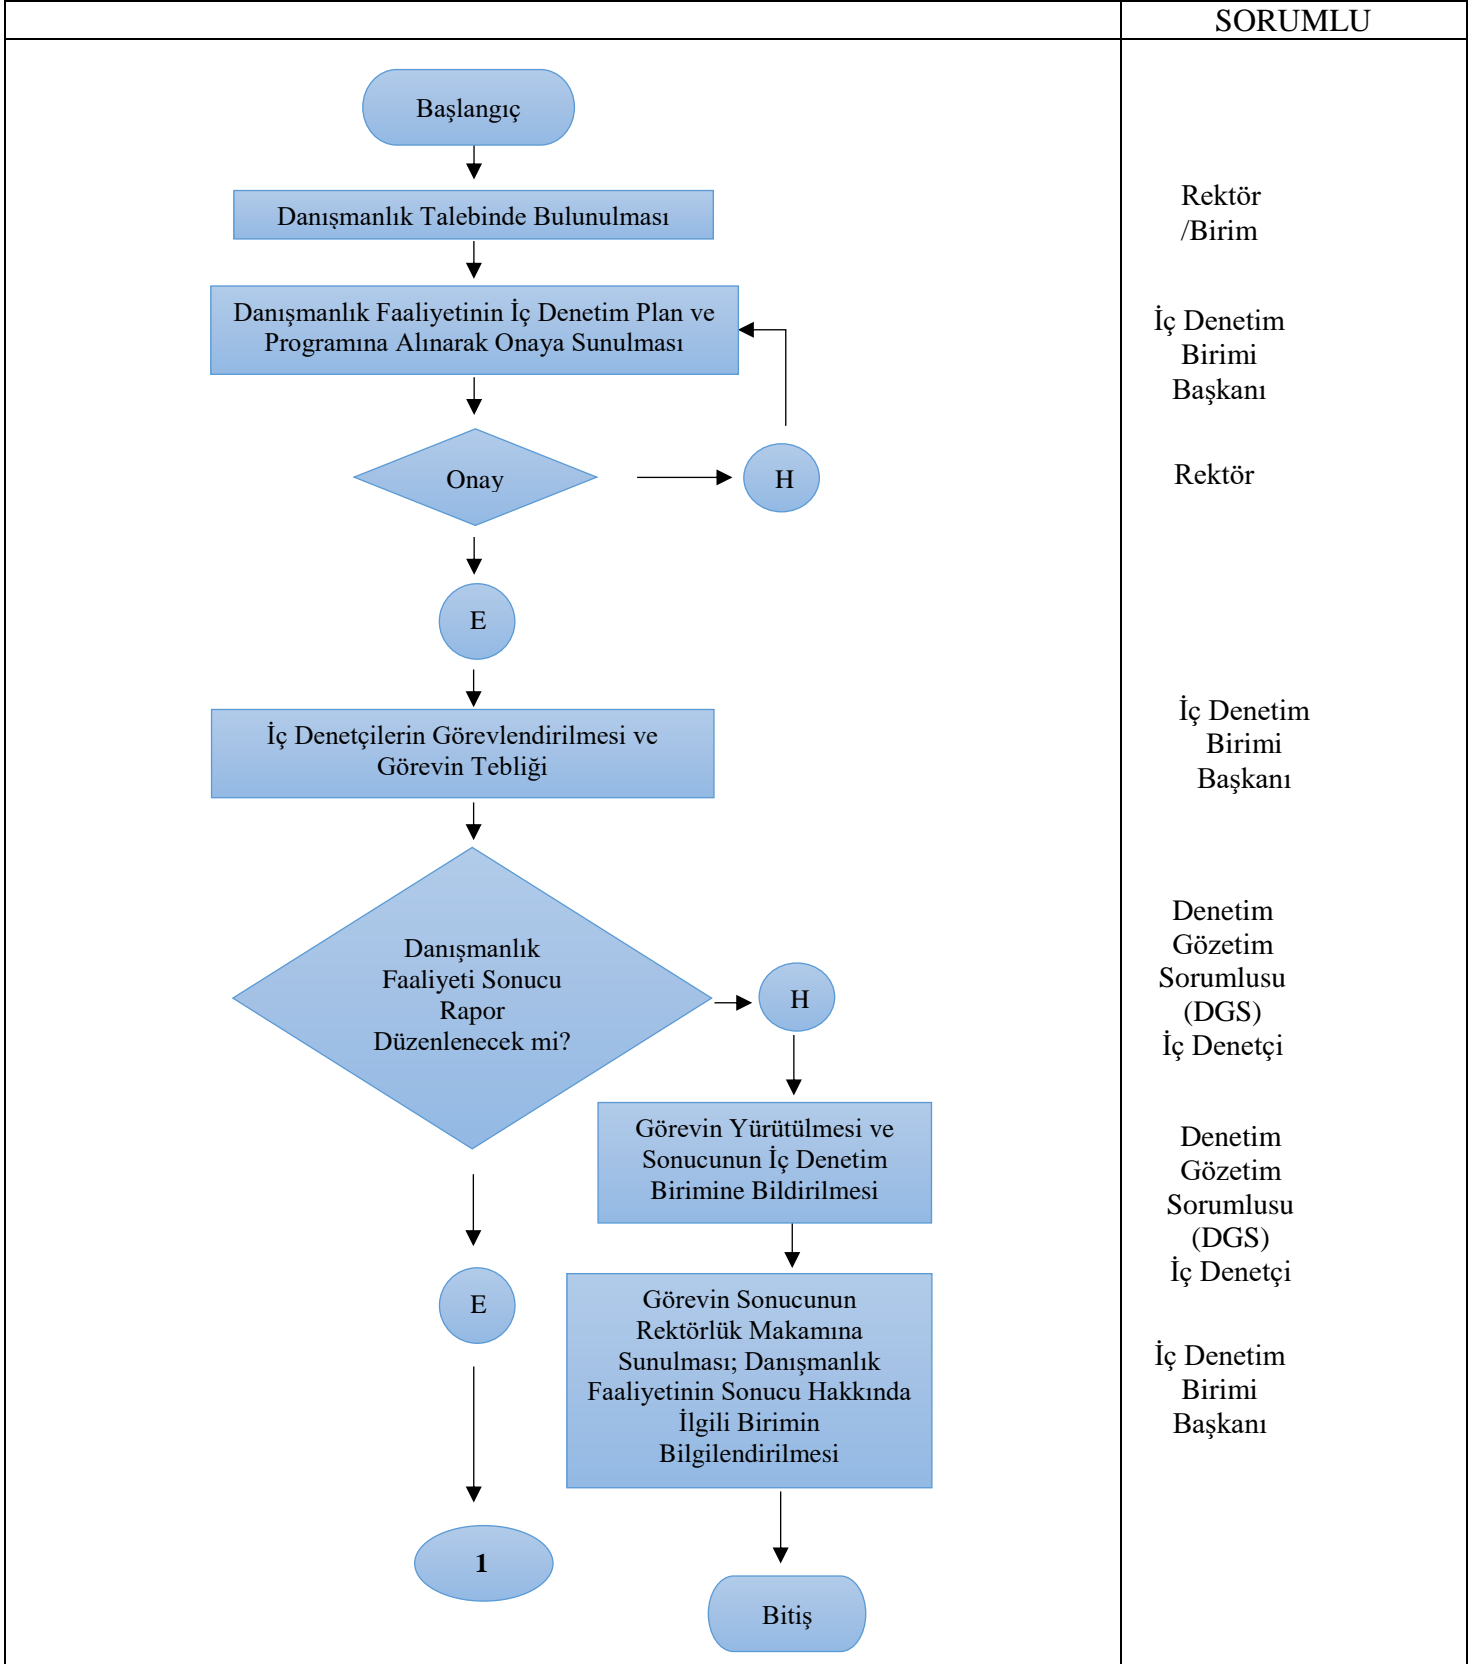 SORUMLU
Başlangıç
Danışmanlık Talebinde Bulunulması
Rektör
/Birim
Danışmanlık Faaliyetinin İç Denetim Plan ve
Programına Alınarak Onaya Sunulması
İç Denetim
Birimi
Başkanı
Onay
H
Rektör
E
İç Denetçilerin Görevlendirilmesi ve
Görevin Tebliği
İç Denetim
Birimi
Başkanı
Danışmanlık
Faaliyeti Sonucu
Rapor
Düzenlenecek mi?
H
Denetim
Gözetim
Sorumlusu
(DGS)
İç Denetçi
Görevin Yürütülmesi ve
Sonucunun İç Denetim
Birimine Bildirilmesi
Denetim
Gözetim
Sorumlusu
(DGS)
İç Denetçi
E
Görevin Sonucunun
Rektörlük Makamına
Sunulması; Danışmanlık
Faaliyetinin Sonucu Hakkında
İlgili Birimin
Bilgilendirilmesi
İç Denetim
Birimi
Başkanı
1
Bitiş